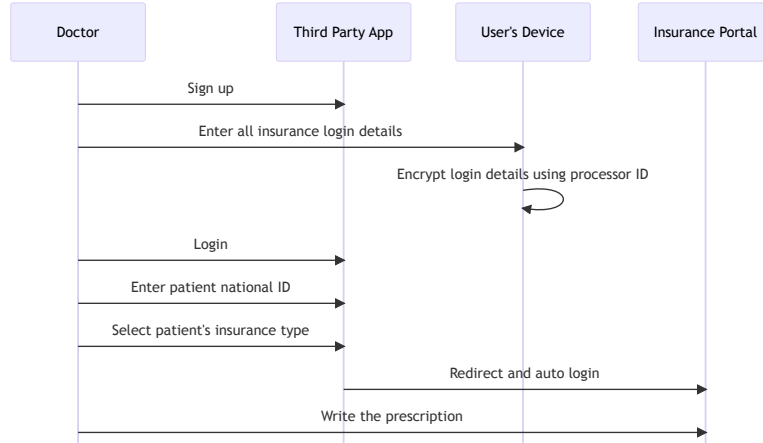 Doctor
Third Party App
User's Device
Insurance Portal
Sign up
Enter all insurance login details
Encrypt login details using processor ID
Login
Enter patient national ID
Select patient's insurance type
Redirect and auto login
Write the prescription